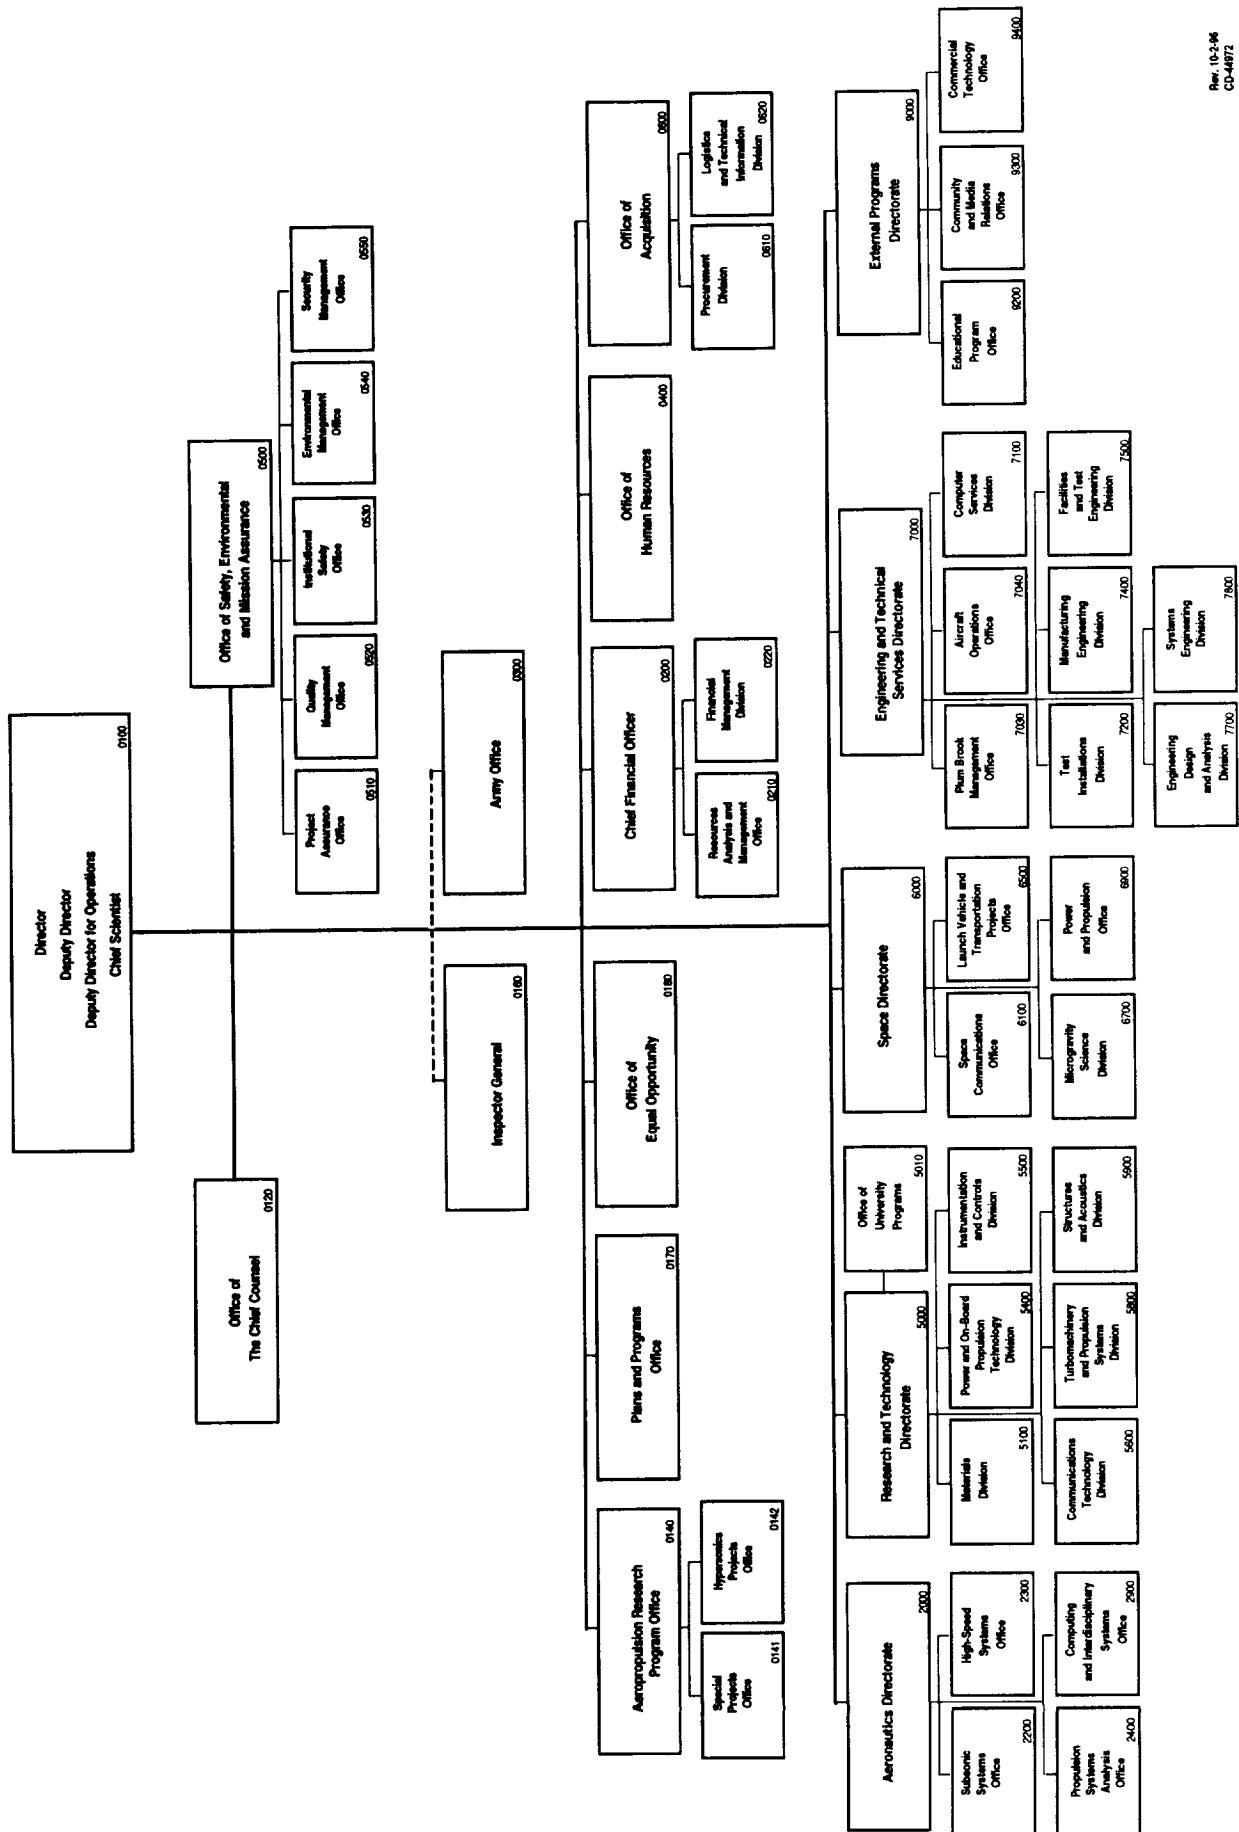 Director
Deputy Director
Deputy Director for Operations
Chief Scientist
0100
Office of
The Chief Counsel
0120
Office of Safety, Environmental
and Mission Assurance
0500
Project
Assurance
Office
0510
Quality
Management
Office
0520
Institutional
Safety
Office
0530
Environmental
Management
Office
0540
Security
Management
Office
0550
Inspector General
0160
Army Office
0300
Aeropropulsion Research
Program Office
0140
Special
Projects
Office
0141
Hypersonics
Projects
Office
0142
Plans and Programs
Office
0170
Office of
Equal Opportunity
0180
Chief Financial Officer
0200
Resources
Analysis and
Management
Office
0210
Financial
Management
Division
0220
Office of
Human Resources
0400
Office of
Acquisition
0600
Procurement
Division
0610
Logistics
and Technical
Information
Division 0620
Aeronautics Directorate
2000
Subsonic
Systems
Office
2200
High-Speed
Systems
Office
2300
Propulsion
Systems
Analysis
Office
2400
Computing
and Interdisciplinary
Systems
Office
2900
Research and Technology
Directorate
5000
Office of
University
Programs
5010
Materials
Division
5100
Power and On-Board
Propulsion
Technology
Division
5400
Instrumentation
and Controls
Division
5500
Communications
Technology
Division
5600
Turbomachinery
and Propulsion
Systems
Division
5800
Structures
and Acoustics
Division
5900
Space Directorate
6000
Space
Communications
Office
6100
Launch Vehicle and
Transportation
Projects
Office
6500
Microgravity
Science
Division
6700
Power
and Propulsion
Office
6900
Engineering and Technical
Services Directorate
7000
Plum Brook
Management
Office
7030
Aircraft
Operations
Office
7040
Computer
Services
Division
7100
Test
Installations
Division
7200
Manufacturing
Engineering
Division
7400
Facilities
and Test
Engineering
Division
7500
Engineering
Design
and Analysis
Division
7700
Systems
Engineering
Division
7800
External Programs
Directorate
9000
Educational
Program
Office
9200
Community
and Media
Relations
Office
9300
Commercial
Technology
Office
9400
Rev. 10-2-96
CD-44972